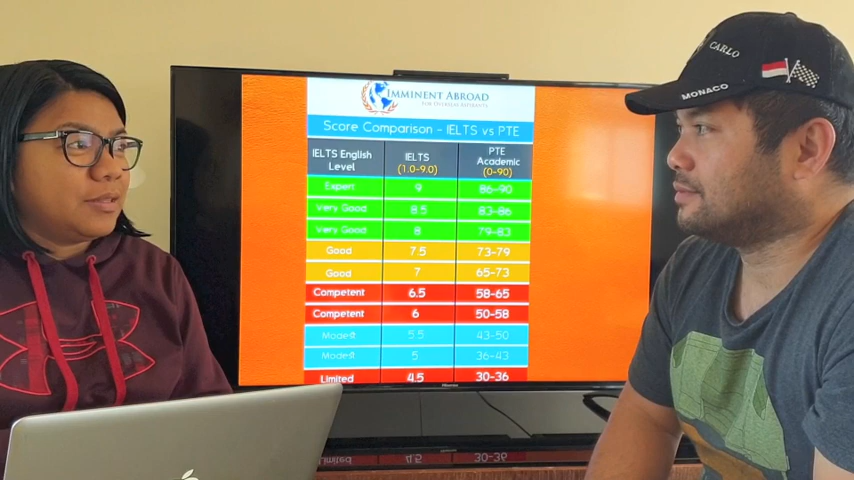 IMMINENT ABROAD
FOR OVERSEAS ASPIRANTS
Score Comparison - IELTS vs PTE
IELTS English Level IELTS (1.0-9.0) PTE Academic (0-90)
Expert 9 86-90
Very Good 8.5 83-86
Very Good 8 79-83
Good 7.5 73-79
Good 7 65-73
Competent 6.5 58-65
Competent 6 50-58
Modest 5.5 43-50
Modest 5 36-43
Limited 4.5 30-36
Hisense
CARLO
MONACO